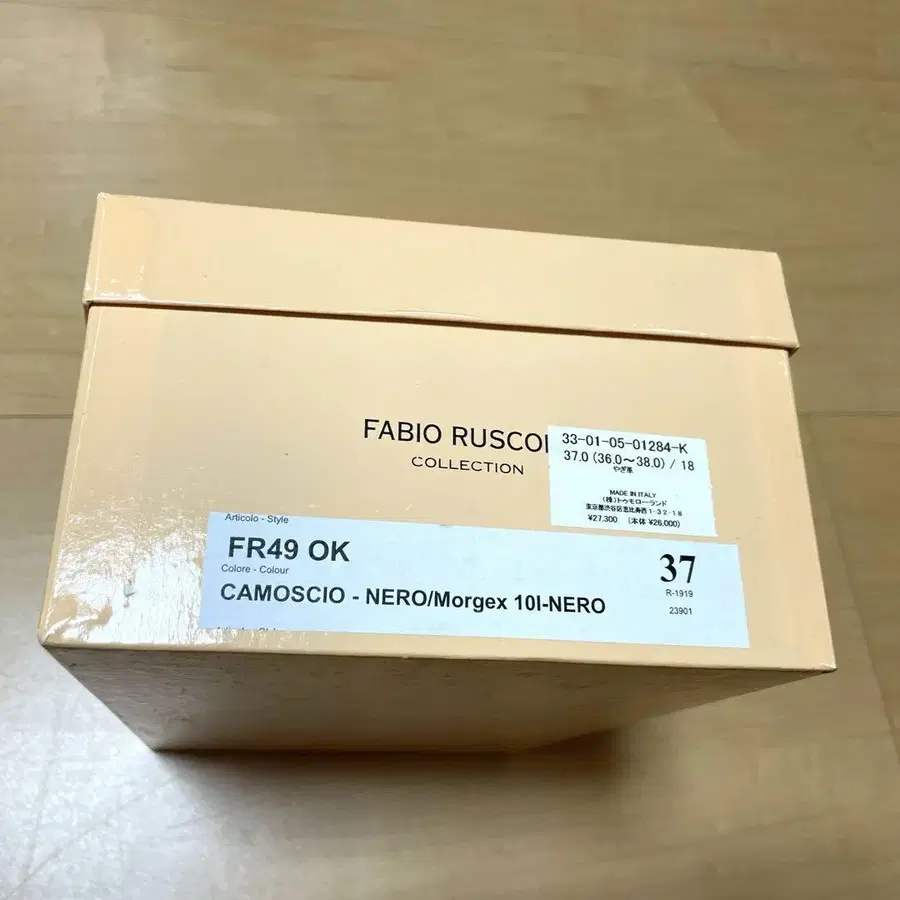 FABIO RUSCO
COLLECTION
33-01-05-01284-K
37.0 (36.0～38.0) / 18
やぎ革
MADE IN ITALY
(株)トゥモローランド
東京都渋谷区恵比寿西1-32-18
¥27,300 (本体 ¥26,000)
Articolo - Style
FR49 OK
37
Colore - Colour
R-1919
CAMOSCIO - NERO/Morgex 10I-NERO
23901